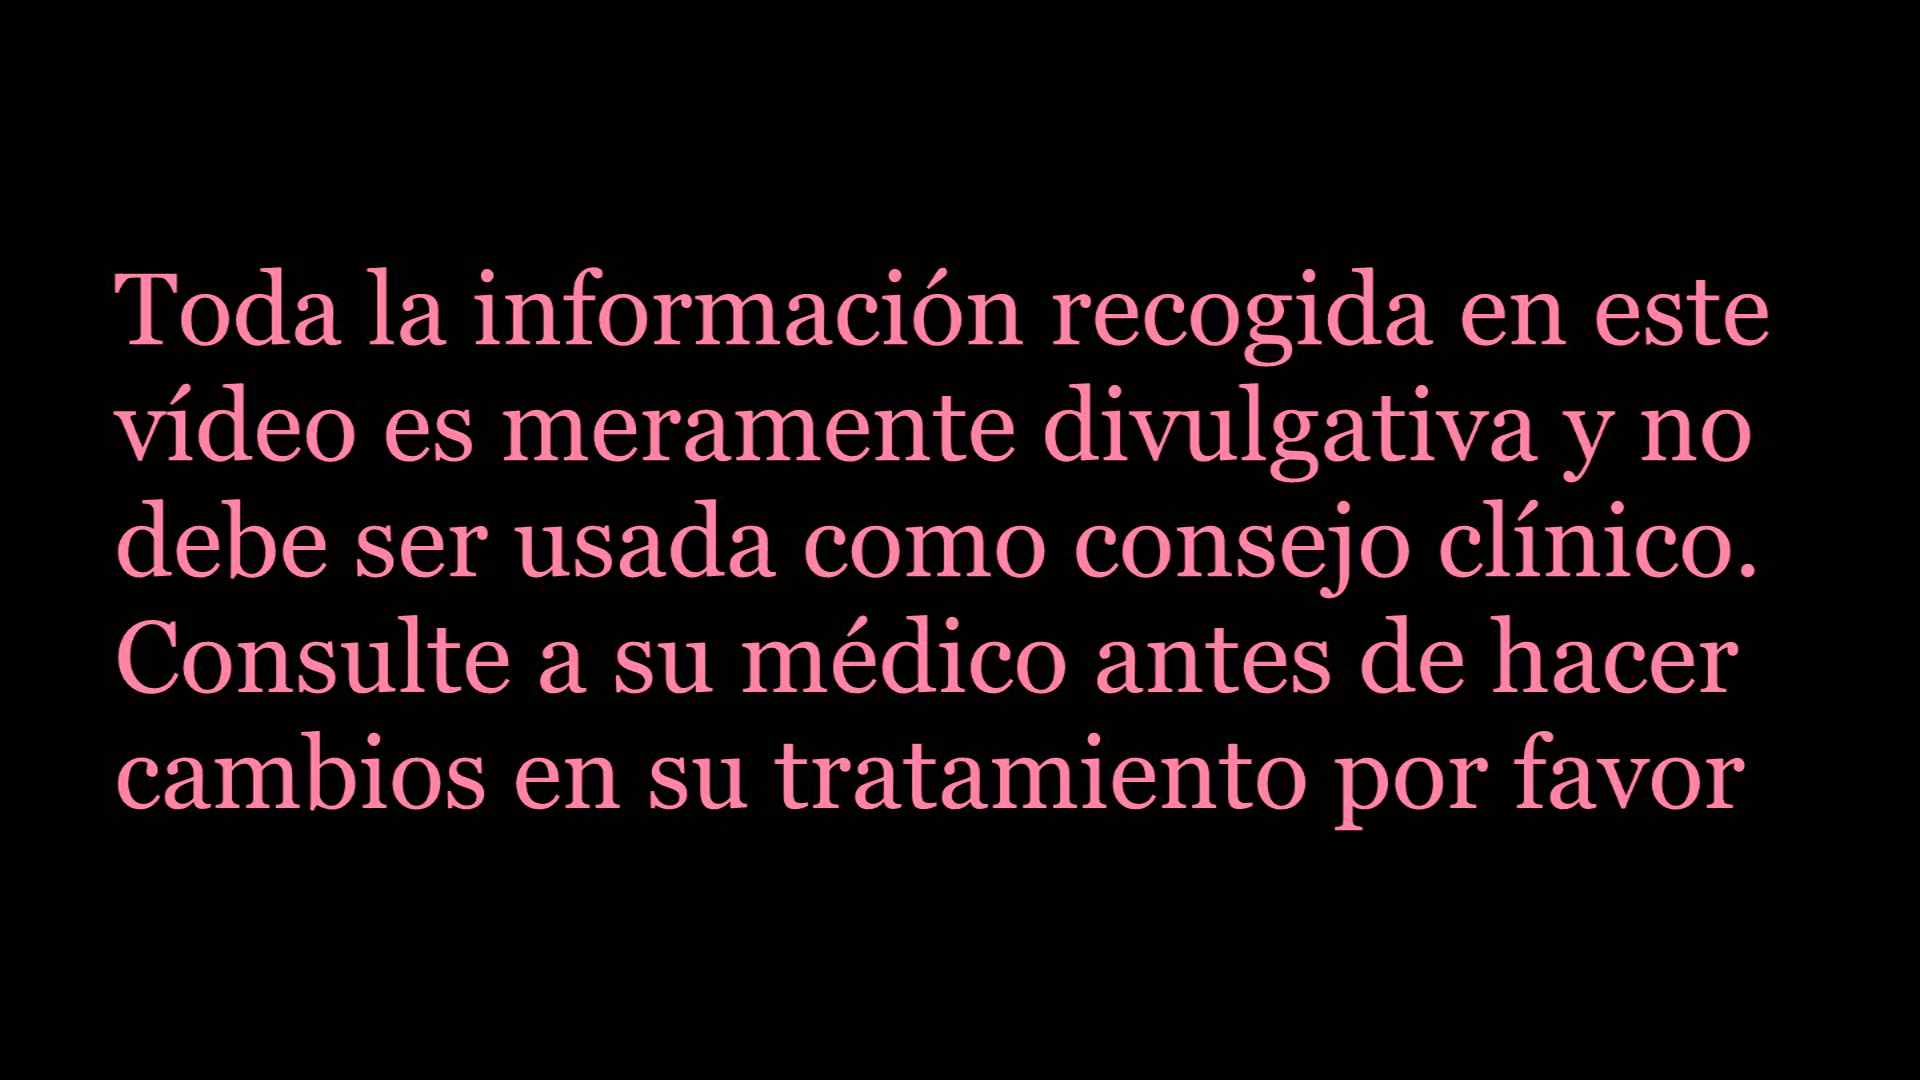 Toda la información recogida en este
vídeo es meramente divulgativa y no
debe ser usada como consejo clínico.
Consulte a su médico antes de hacer
cambios en su tratamiento por favor